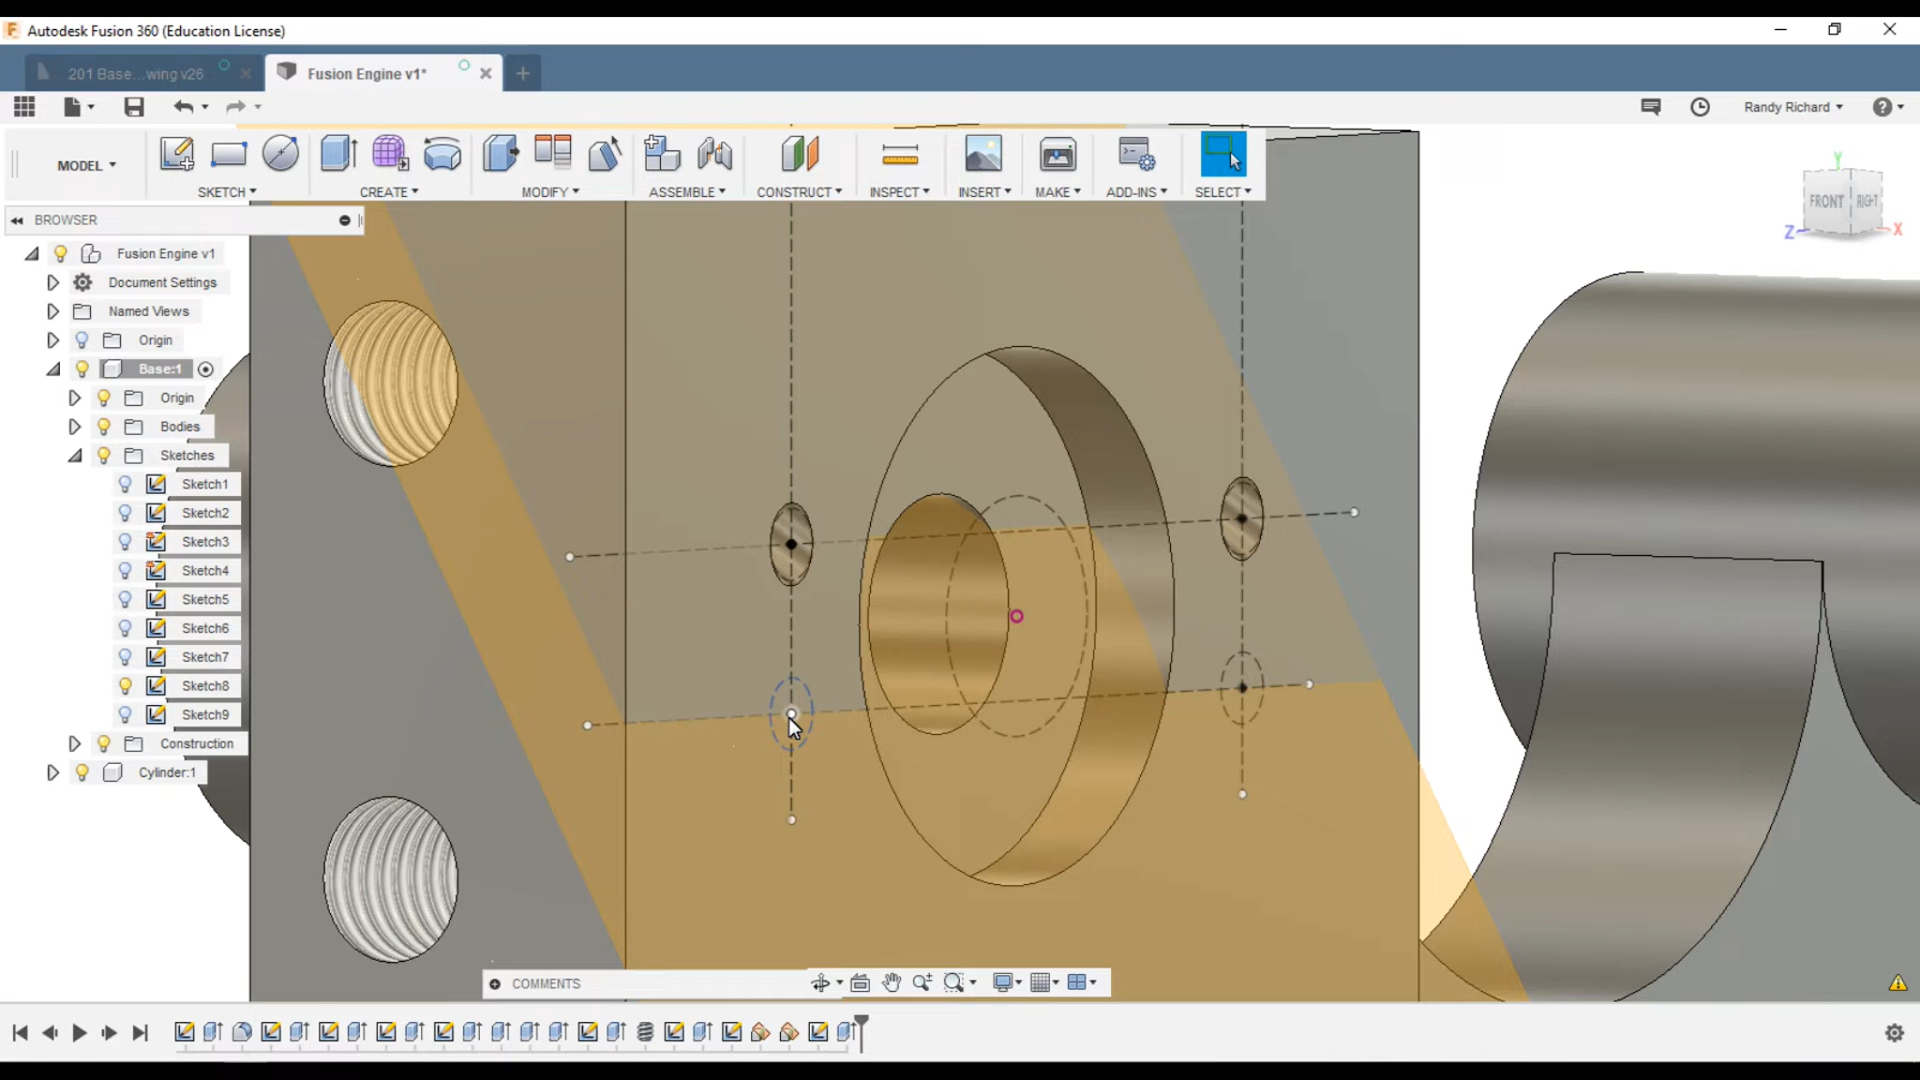 Autodesk Fusion 360 (Education License)
201 Base...wing v26
Fusion Engine v1*
Randy Richard
MODEL
SKETCH
CREATE
MODIFY
ASSEMBLE
CONSTRUCT
INSPECT
INSERT
MAKE
ADD-INS
SELECT
Y
FRONT
RIGHT
Z
X
BROWSER
Fusion Engine v1
Document Settings
Named Views
Origin
Base:1
Origin
Bodies
Sketches
Sketch1
Sketch2
Sketch3
Sketch4
Sketch5
Sketch6
Sketch7
Sketch8
Sketch9
Construction
Cylinder:1
COMMENTS